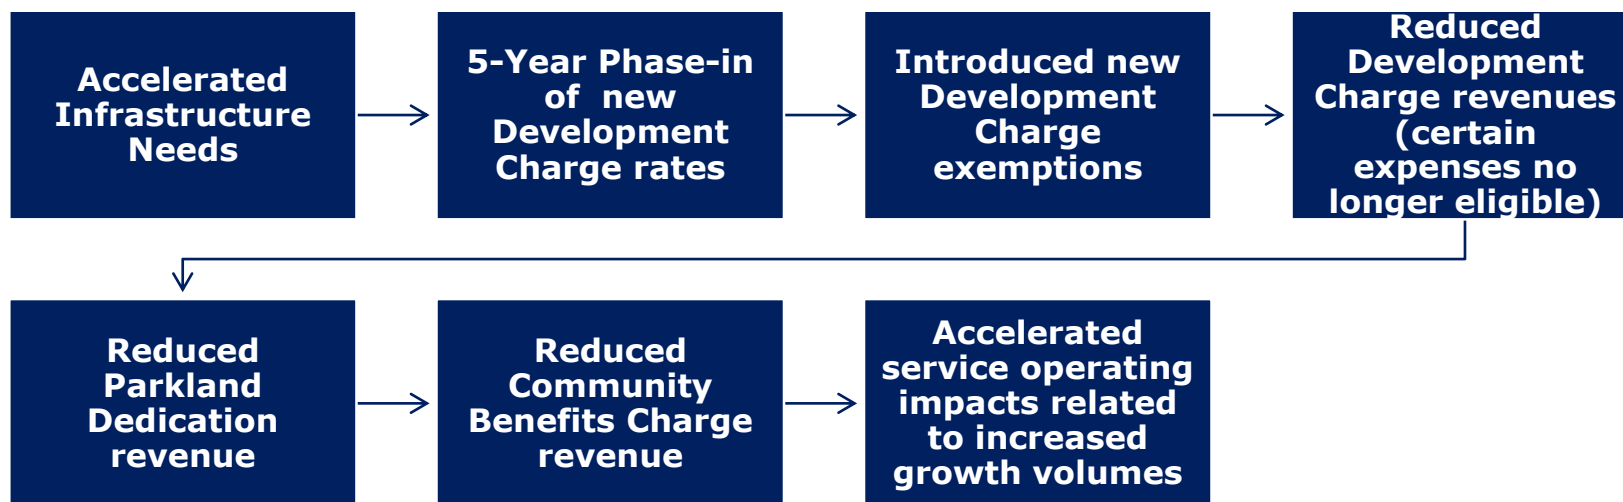 Accelerated
Infrastructure
Needs
5-Year Phase-in
of new
Development
Charge rates
Introduced new
Development
Charge
exemptions
Reduced
Development
Charge revenues
(certain
expenses no
longer eligible)
Reduced
Parkland
Dedication
revenue
Reduced
Community
Benefits Charge
revenue
Accelerated
service operating
impacts related
to increased
growth volumes